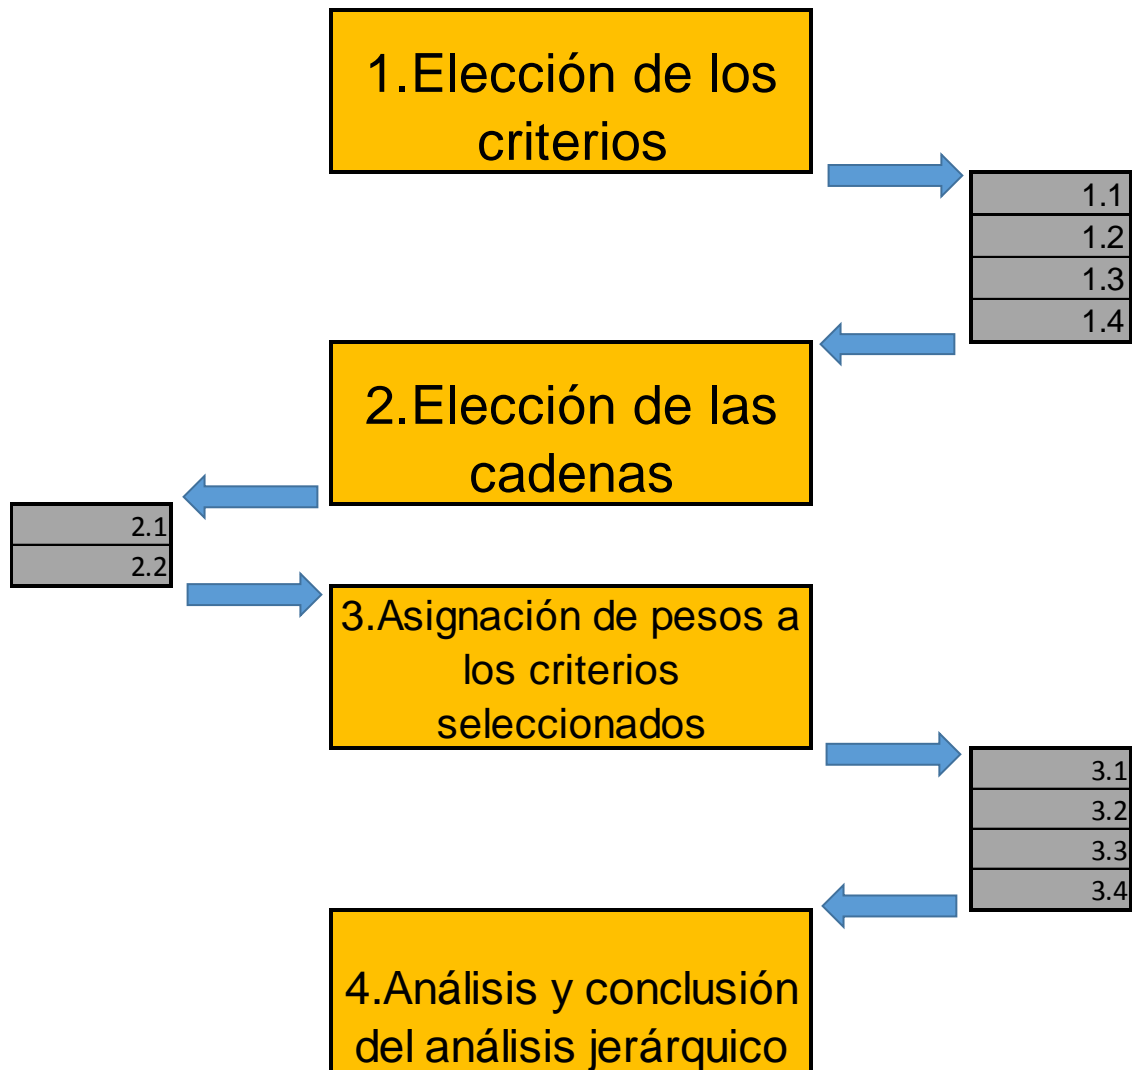 1.Elección de los
criterios
1.1
1.2
1.3
1.4
2.Elección de las
cadenas
2.1
2.2
3.Asignación de pesos a
los criterios
seleccionados
3.1
3.2
3.3
3.4
4.Análisis y conclusión
del análisis jerárquico